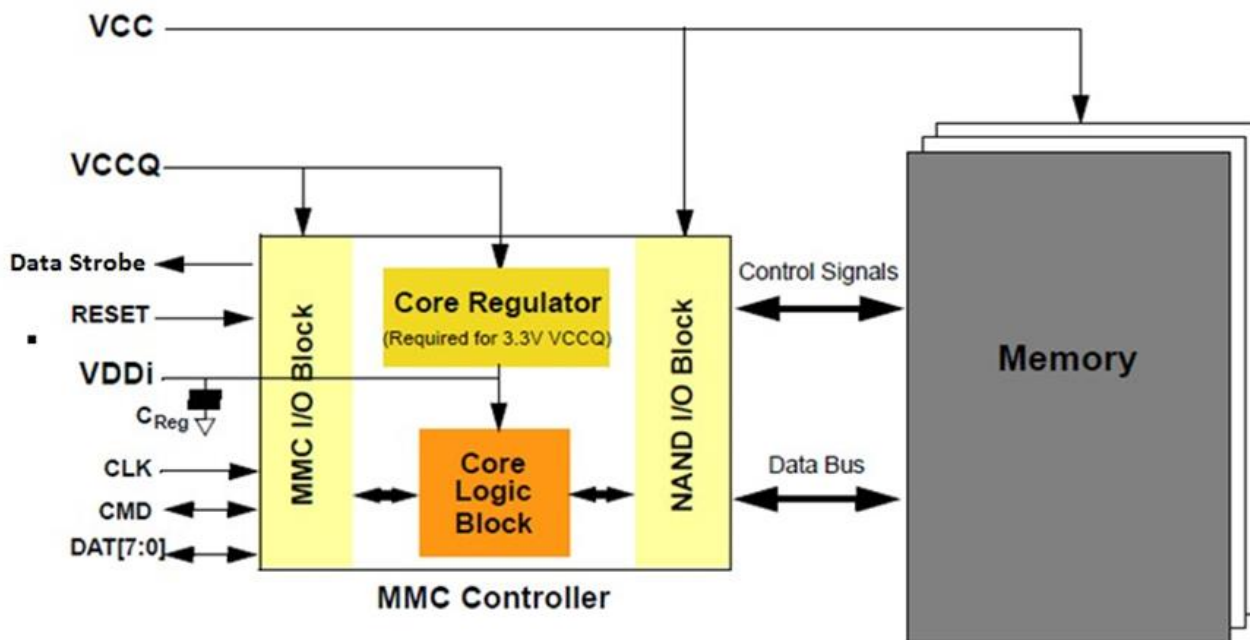 VCC
VCCQ
Data Strobe
RESET
VDDi
C_Reg
CLK
CMD
DAT[7:0]
MMC I/O Block
Core Regulator
(Required for 3.3V VCCQ)
Core
Logic
Block
NAND I/O Block
MMC Controller
Control Signals
Data Bus
Memory